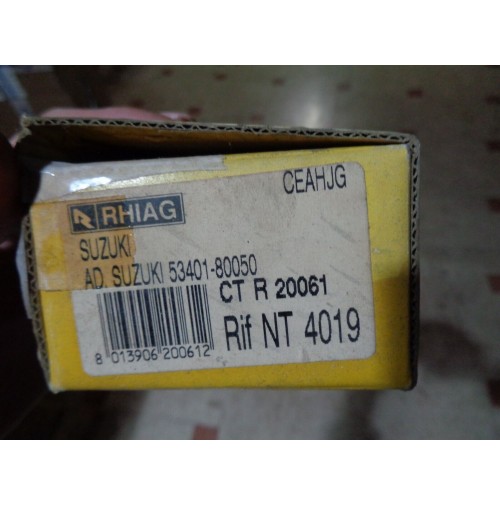 CEAHJG
RHIAG
SUZUKI
AD. SUZUKI 53401-80050
CT R 20061
Rif NT 4019
8 013906 200612